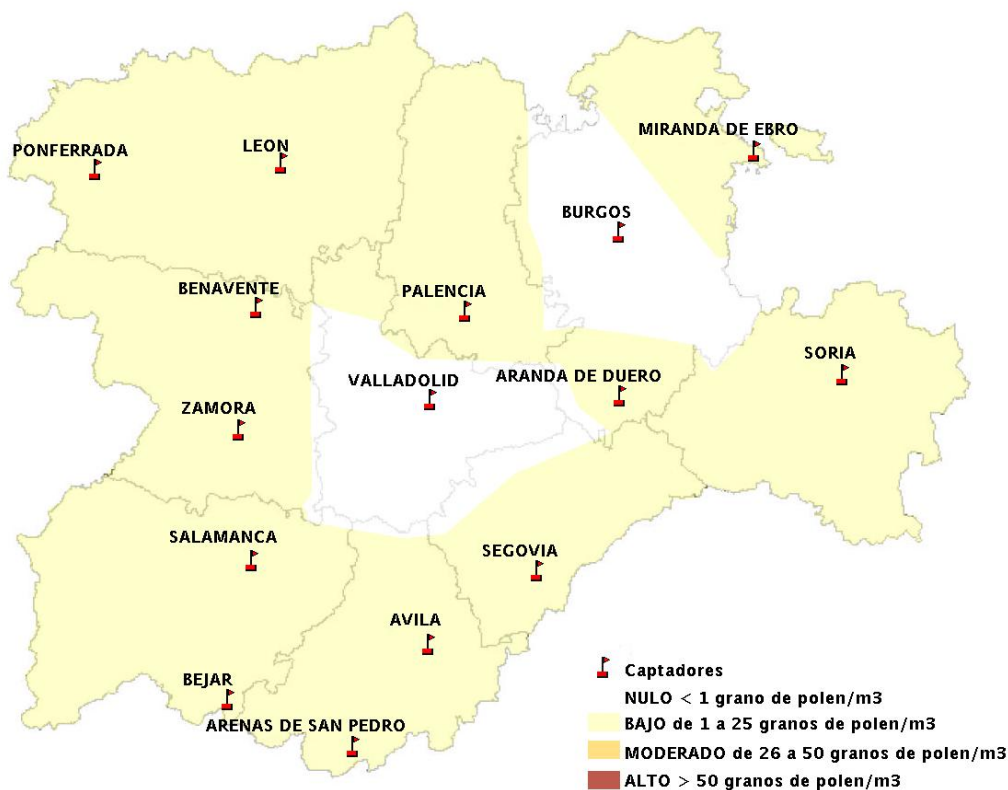 MIRANDA DE EBRO
PONFERRADA
LEON
BURGOS
BENAVENTE
PALENCIA
SORIA
VALLADOLID
ARANDA DE DUERO
ZAMORA
SALAMANCA
SEGOVIA
AVILA
BEJAR
ARENAS DE SAN PEDRO
Captadores
NULO < 1 grano de polen/m3
BAJO de 1 a 25 granos de polen/m3
MODERADO de 26 a 50 granos de polen/m3
ALTO > 50 granos de polen/m3